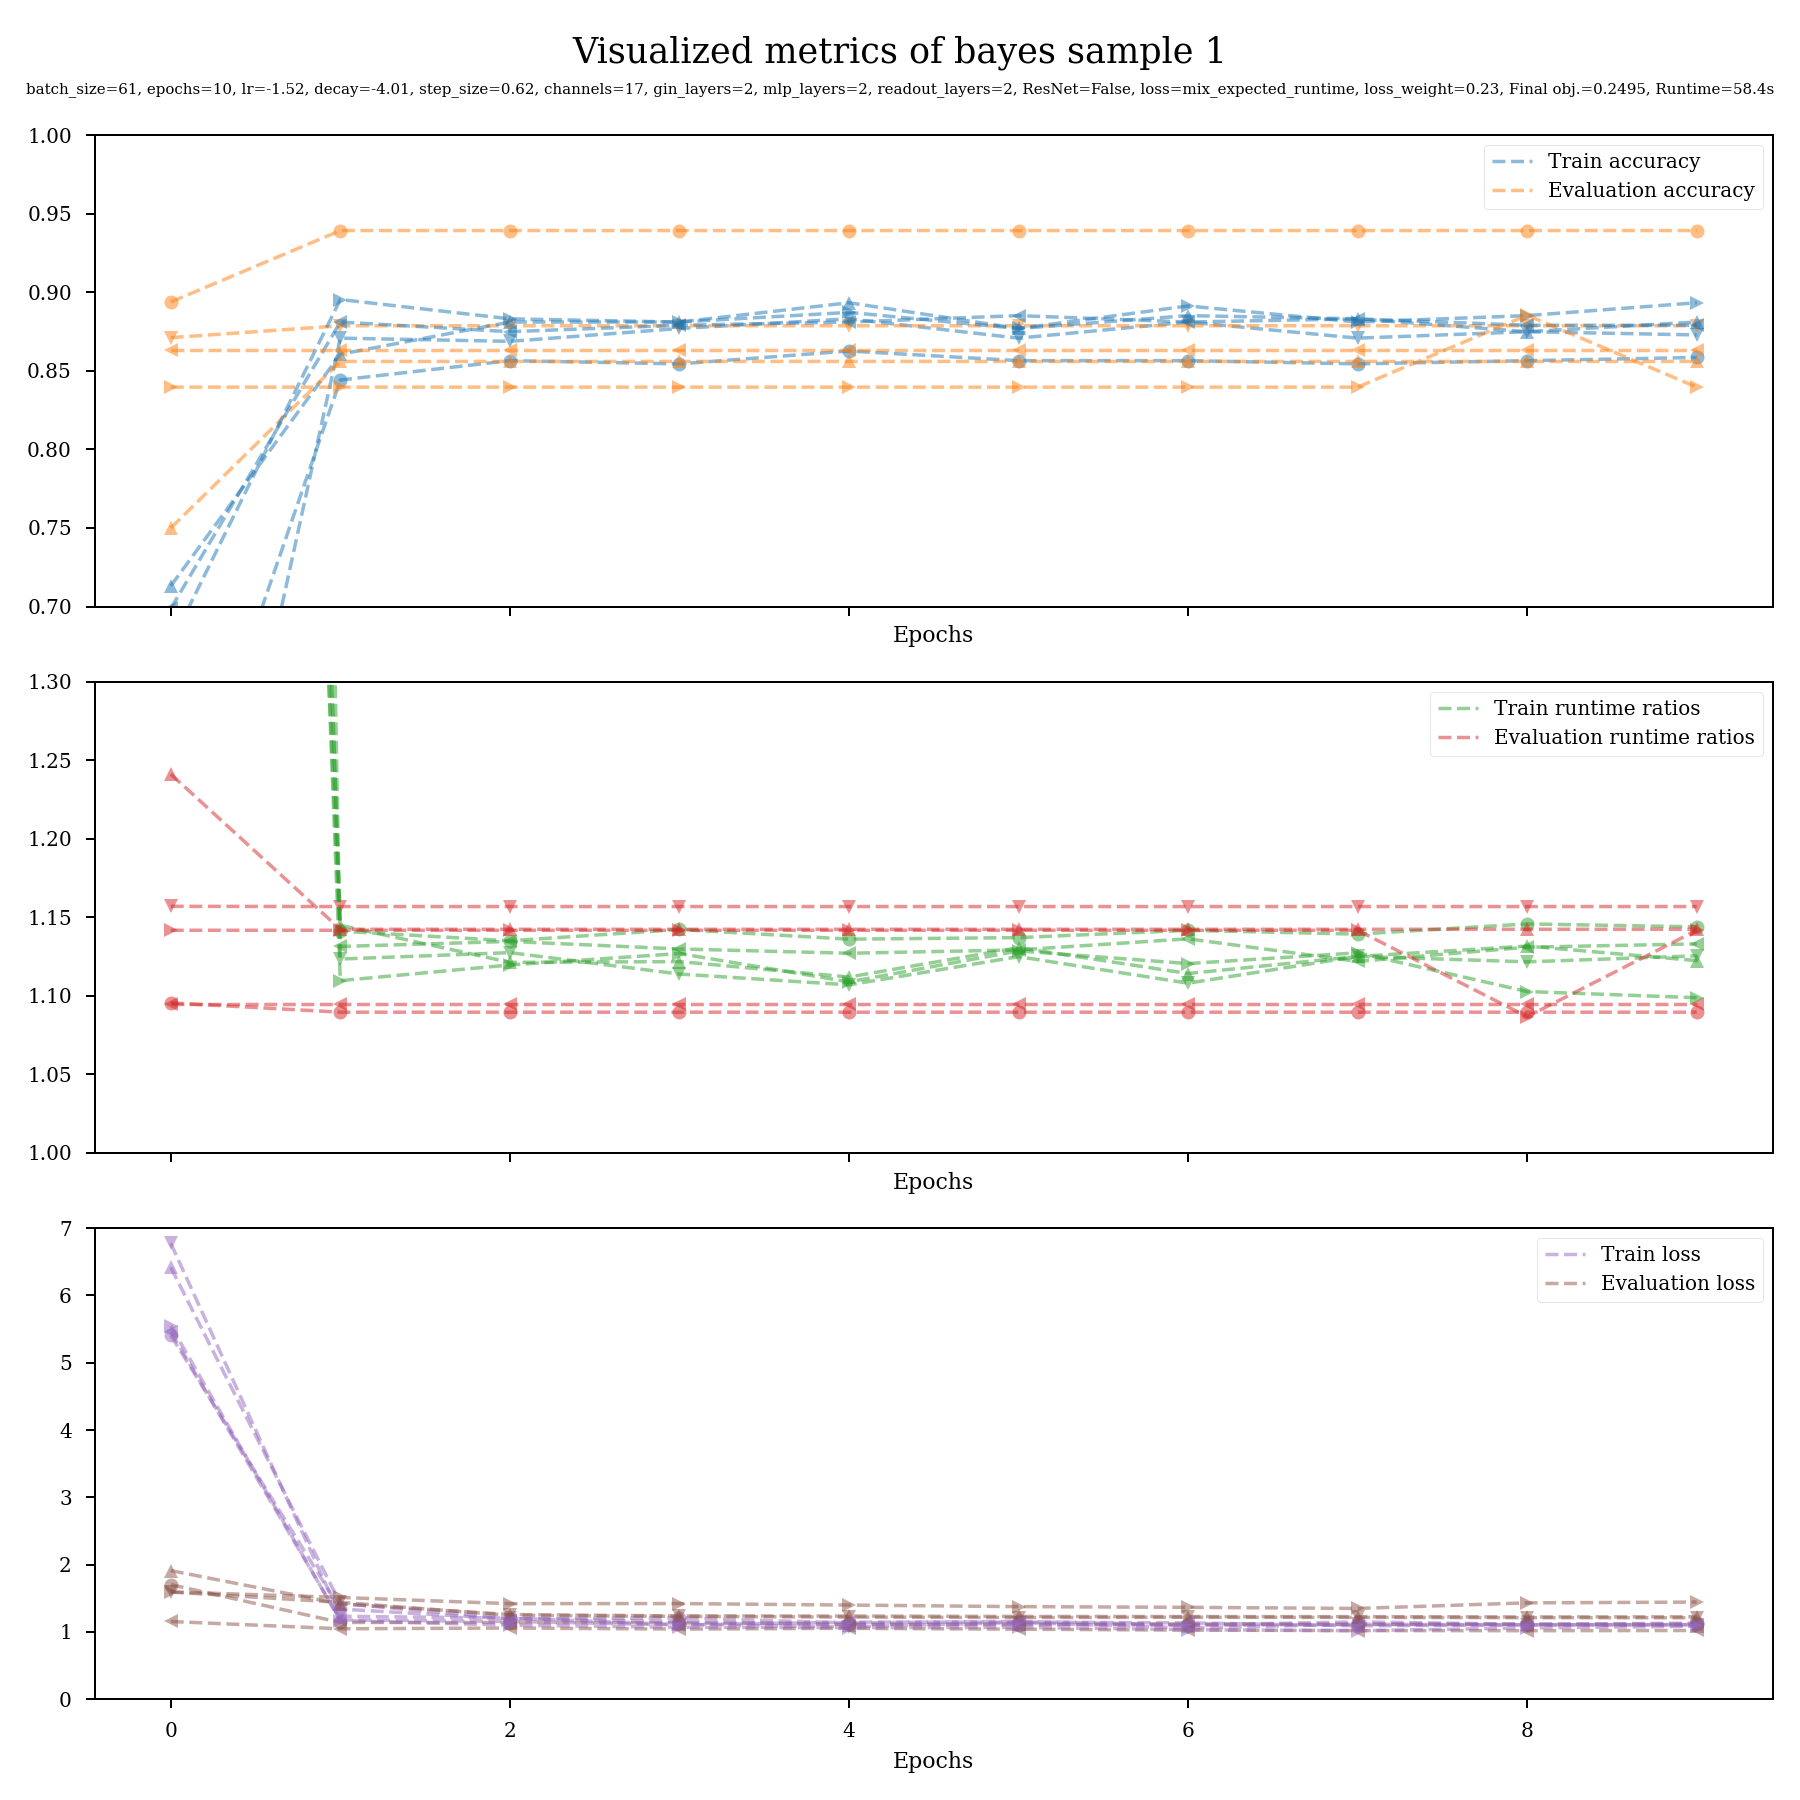 Visualized metrics of bayes sample 1
batch_size=61, epochs=10, lr=-1.52, decay=-4.01, step_size=0.62, channels=17, gin_layers=2, mlp_layers=2, readout_layers=2, ResNet=False, loss=mix_expected_runtime, loss_weight=0.23, Final obj.=0.2495, Runtime=58.4s
1.00
0.95
0.90
0.85
0.80
0.75
0.70
Train accuracy
Evaluation accuracy
Epochs
1.30
1.25
1.20
1.15
1.10
1.05
1.00
Train runtime ratios
Evaluation runtime ratios
Epochs
7
6
5
4
3
2
1
0
Train loss
Evaluation loss
0 2 4 6 8
Epochs